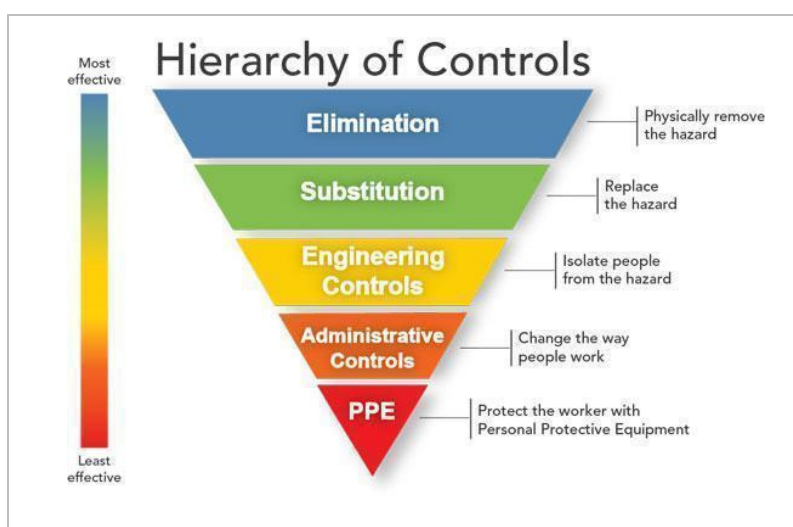 Hierarchy of Controls
Most
effective
Elimination
Physically remove
the hazard
Substitution
Replace
the hazard
Engineering
Controls
Isolate people
from the hazard
Administrative
Controls
Change the way
people work
PPE
Protect the worker with
Personal Protective Equipment
Least
effective